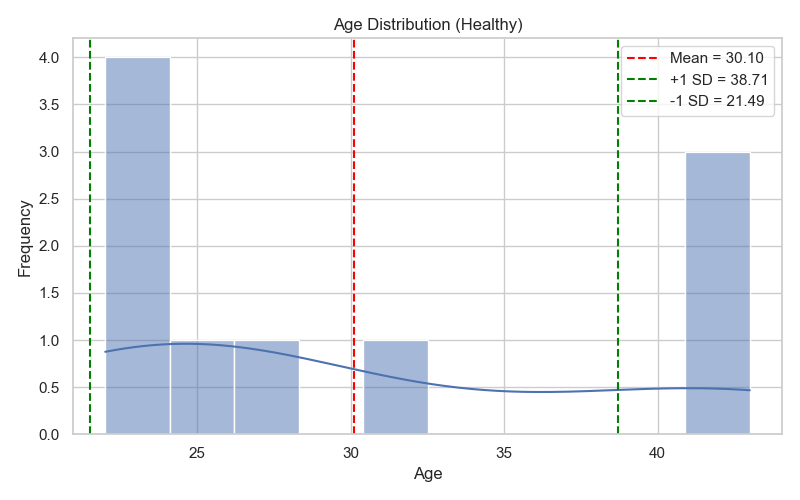 Age Distribution (Healthy)
Mean = 30.10
+1 SD = 38.71
-1 SD = 21.49
Frequency
4.0
3.5
3.0
2.5
2.0
1.5
1.0
0.5
0.0
25
30
35
40
Age